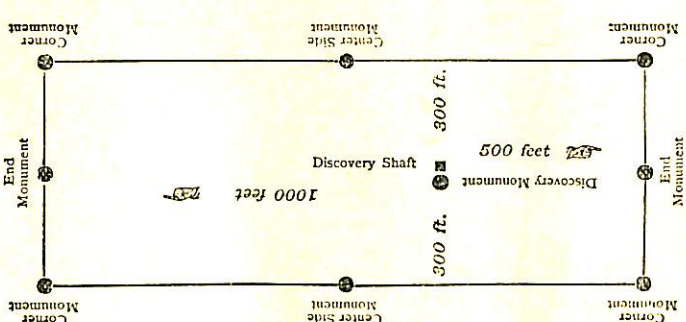 Corner
Monument
Center Side
Monument
Corner
Monument
End
Monument
300 ft.
Discovery Shaft
500 feet
Discovery Monument
End
Monument
1000 feet
300 ft.
Corner
Monument
Center Side
Monument
Corner
Monument